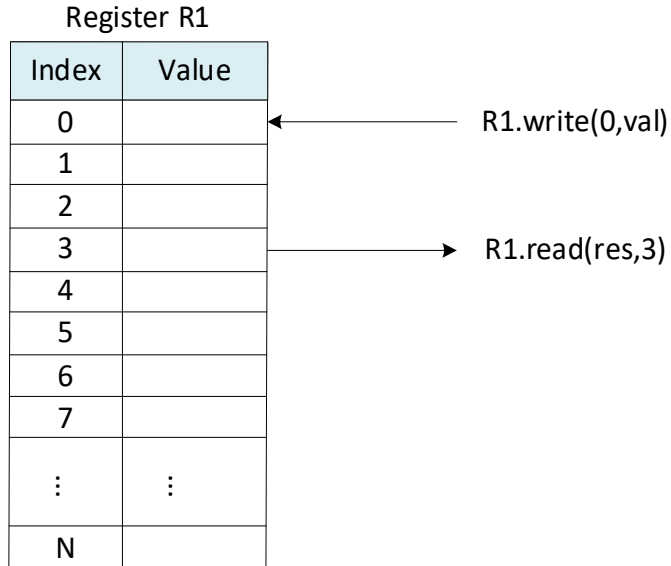 Register R1
Index Value
0
R1.write(0,val)
1
2
3
R1.read(res,3)
4
5
6
7
⋮ ⋮
N